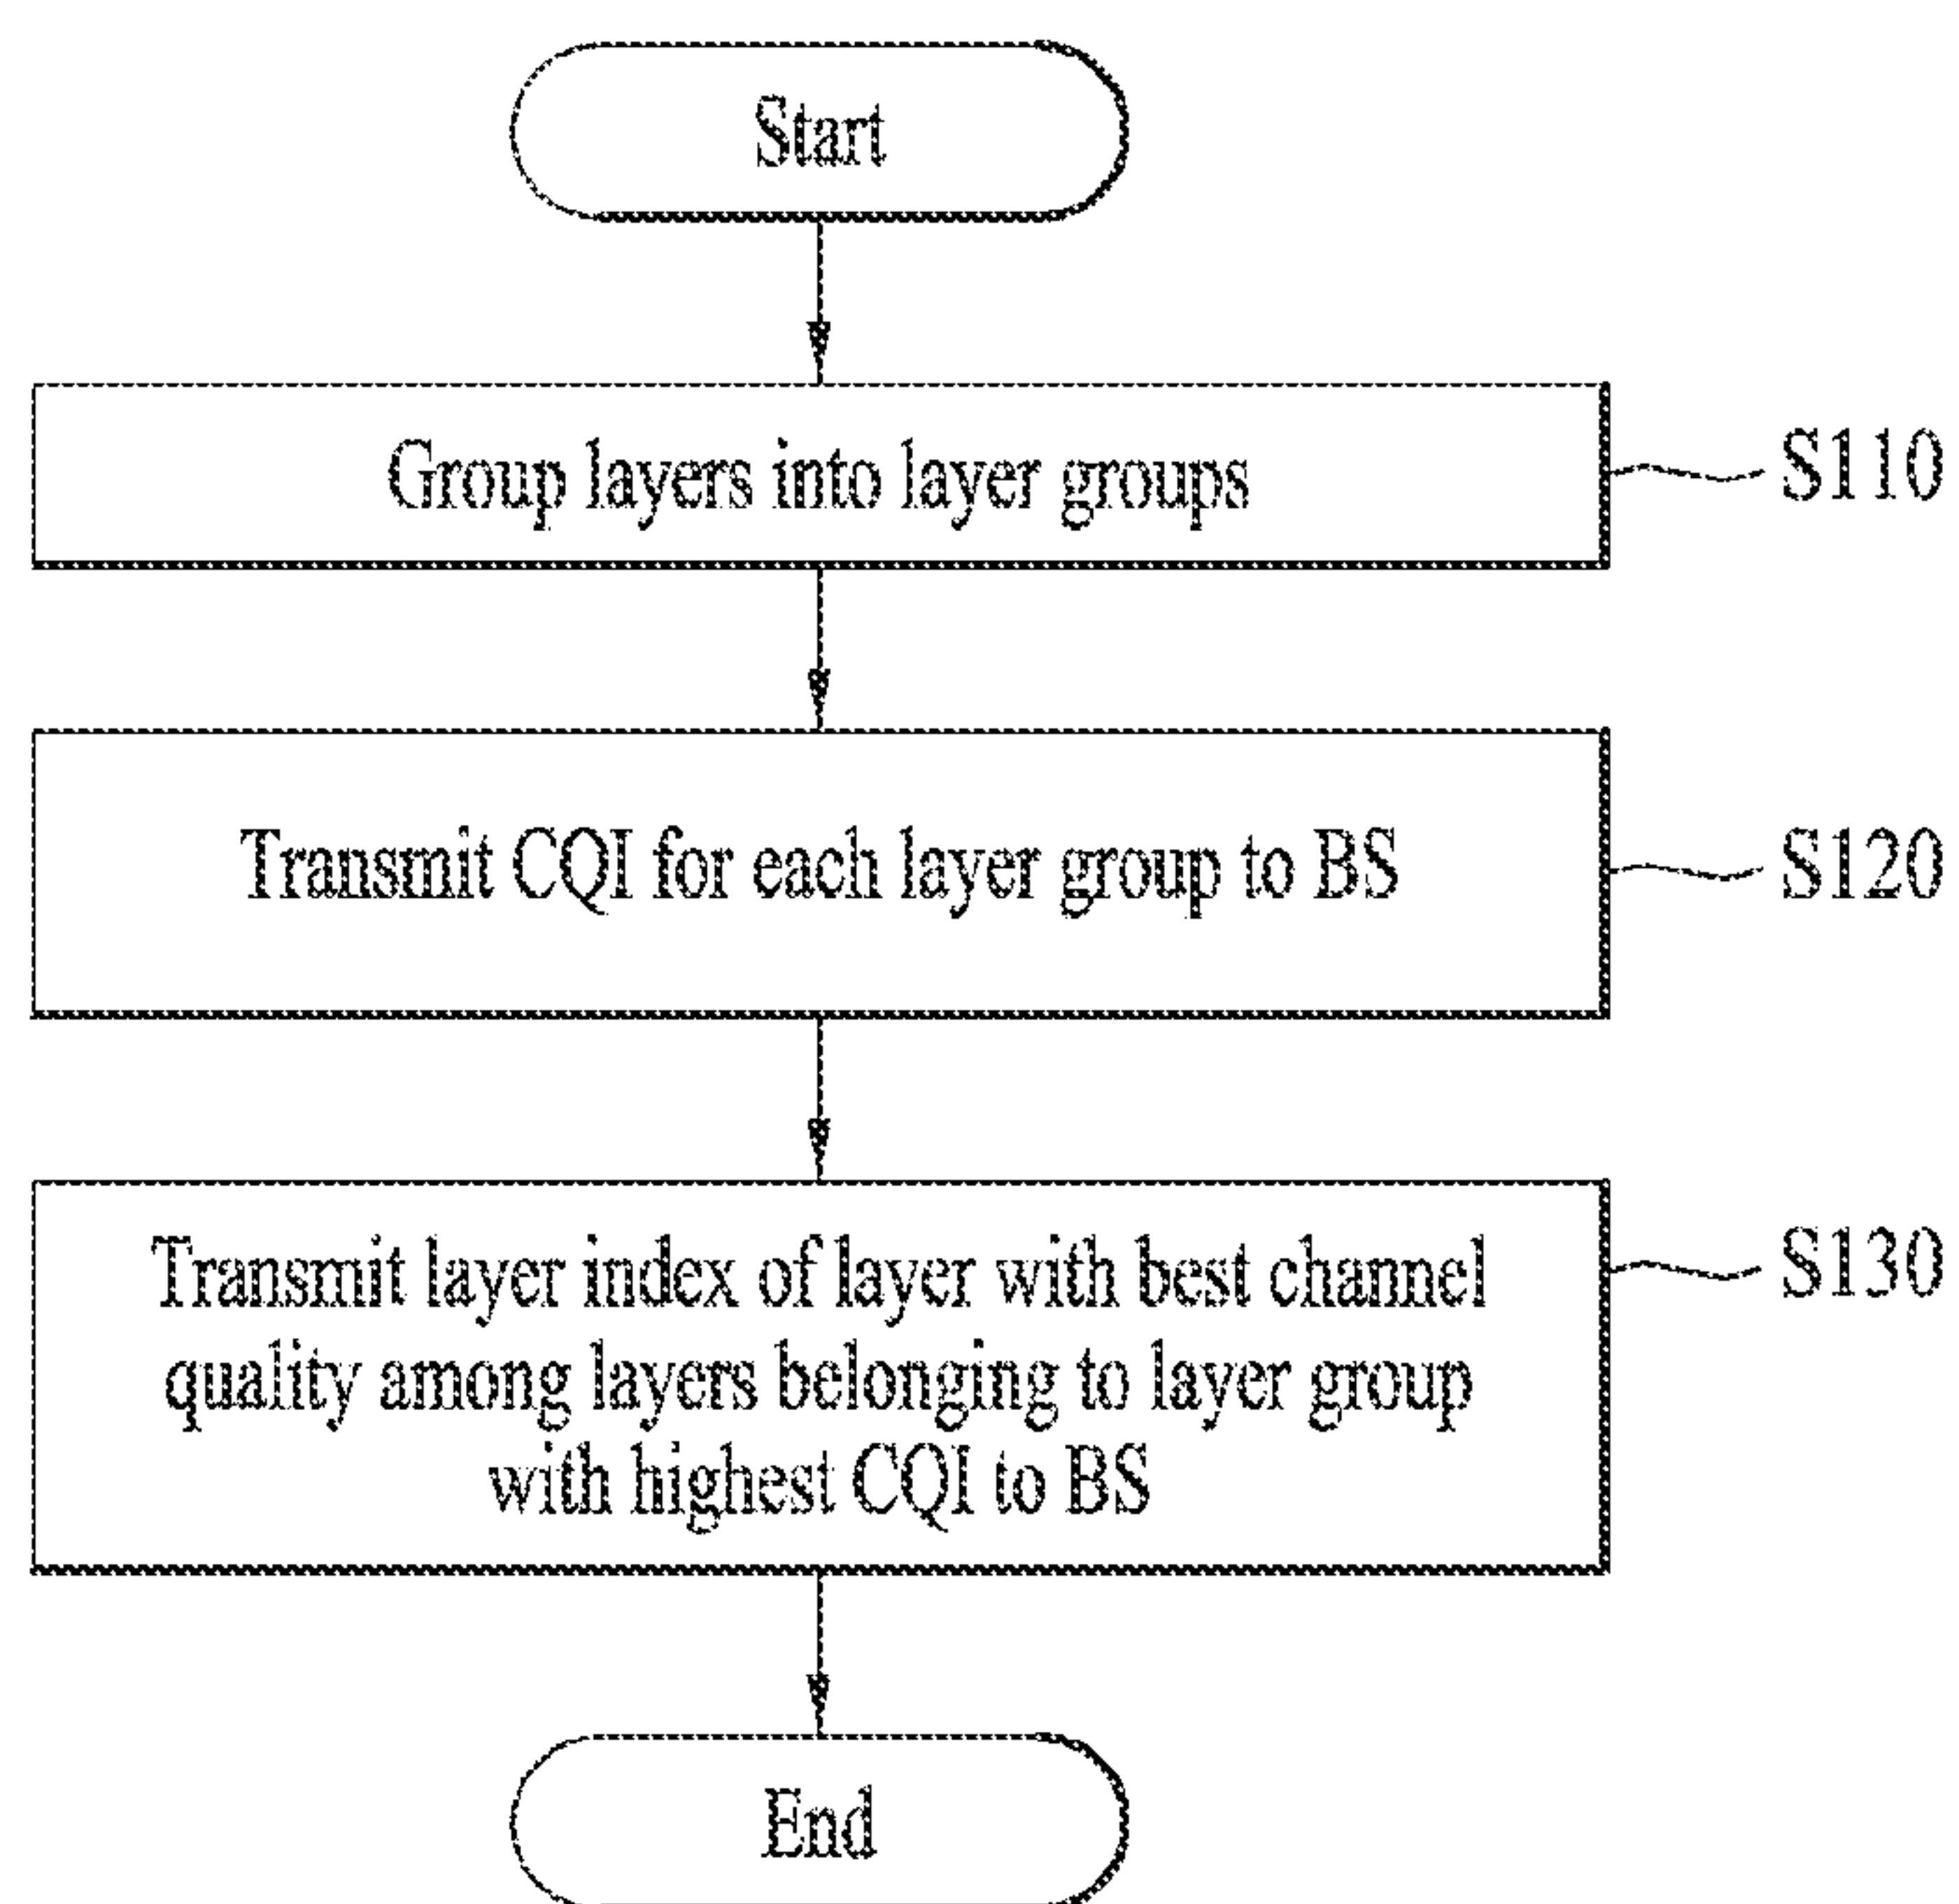 Start
Group layers into layer groups
S110
Transmit CQI for each layer group to BS
S120
Transmit layer index of layer with best channel
quality among layers belonging to layer group
with highest CQI to BS
S130
End